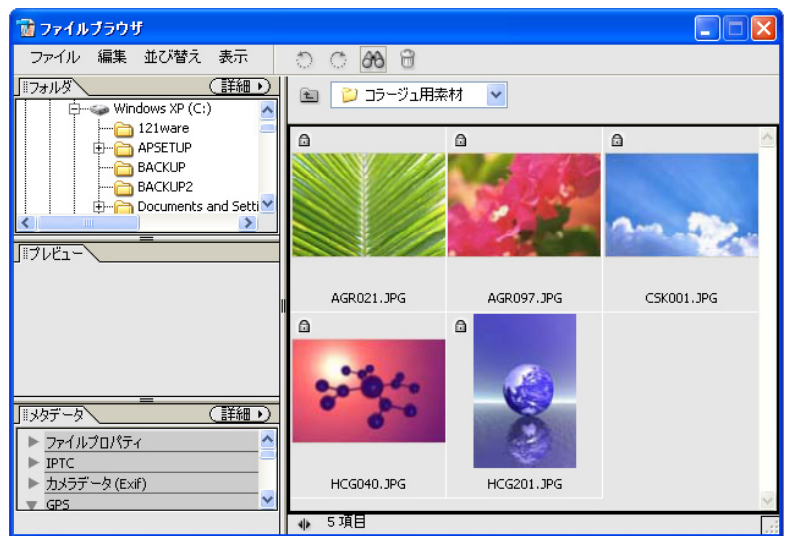 ファイルブラウザ
ファイル 編集 並び替え 表示
フォルダ 詳細
Windows XP (C:)
121ware
APSETUP
BACKUP
BACKUP2
Documents and Setti
プレビュー
メタデータ 詳細
ファイルプロパティ
IPTC
カメラデータ(Exif)
GPS
コラージュ用素材
AGR021.JPG AGR097.JPG CSK001.JPG
HCG040.JPG HCG201.JPG
5 項目